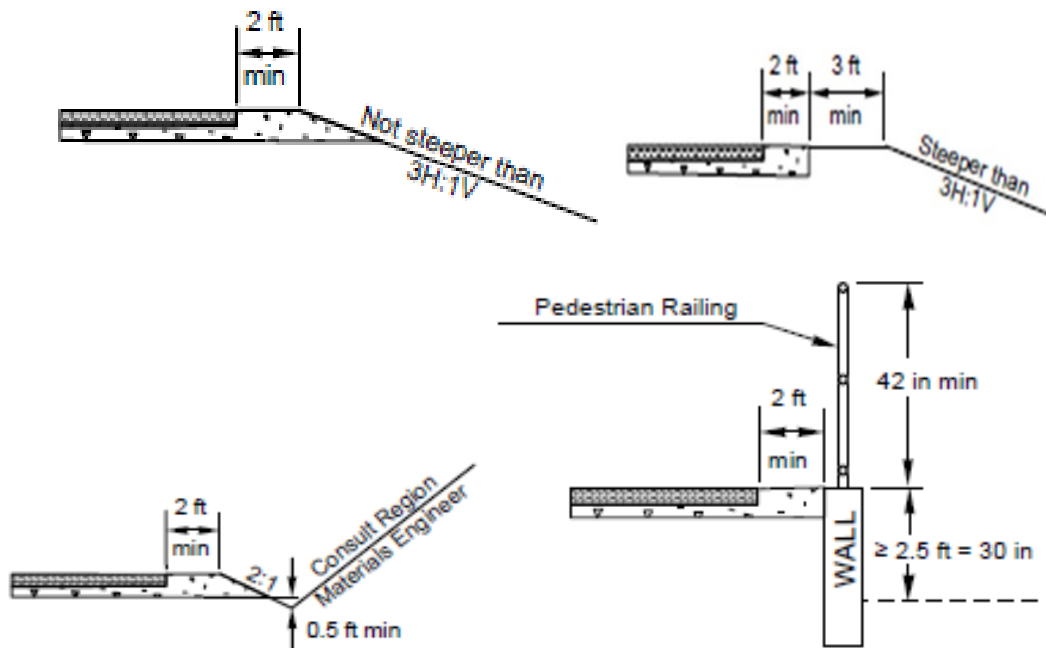 2 ft
min
Not steeper than
3H:1V
2 ft
3 ft
min
min
Steeper than
3H:1V
Pedestrian Railing
42 in min
2 ft
min
WALL
≥ 2.5 ft = 30 in
2 ft
min
2:1
Consult Region
Materials Engineer
0.5 ft min